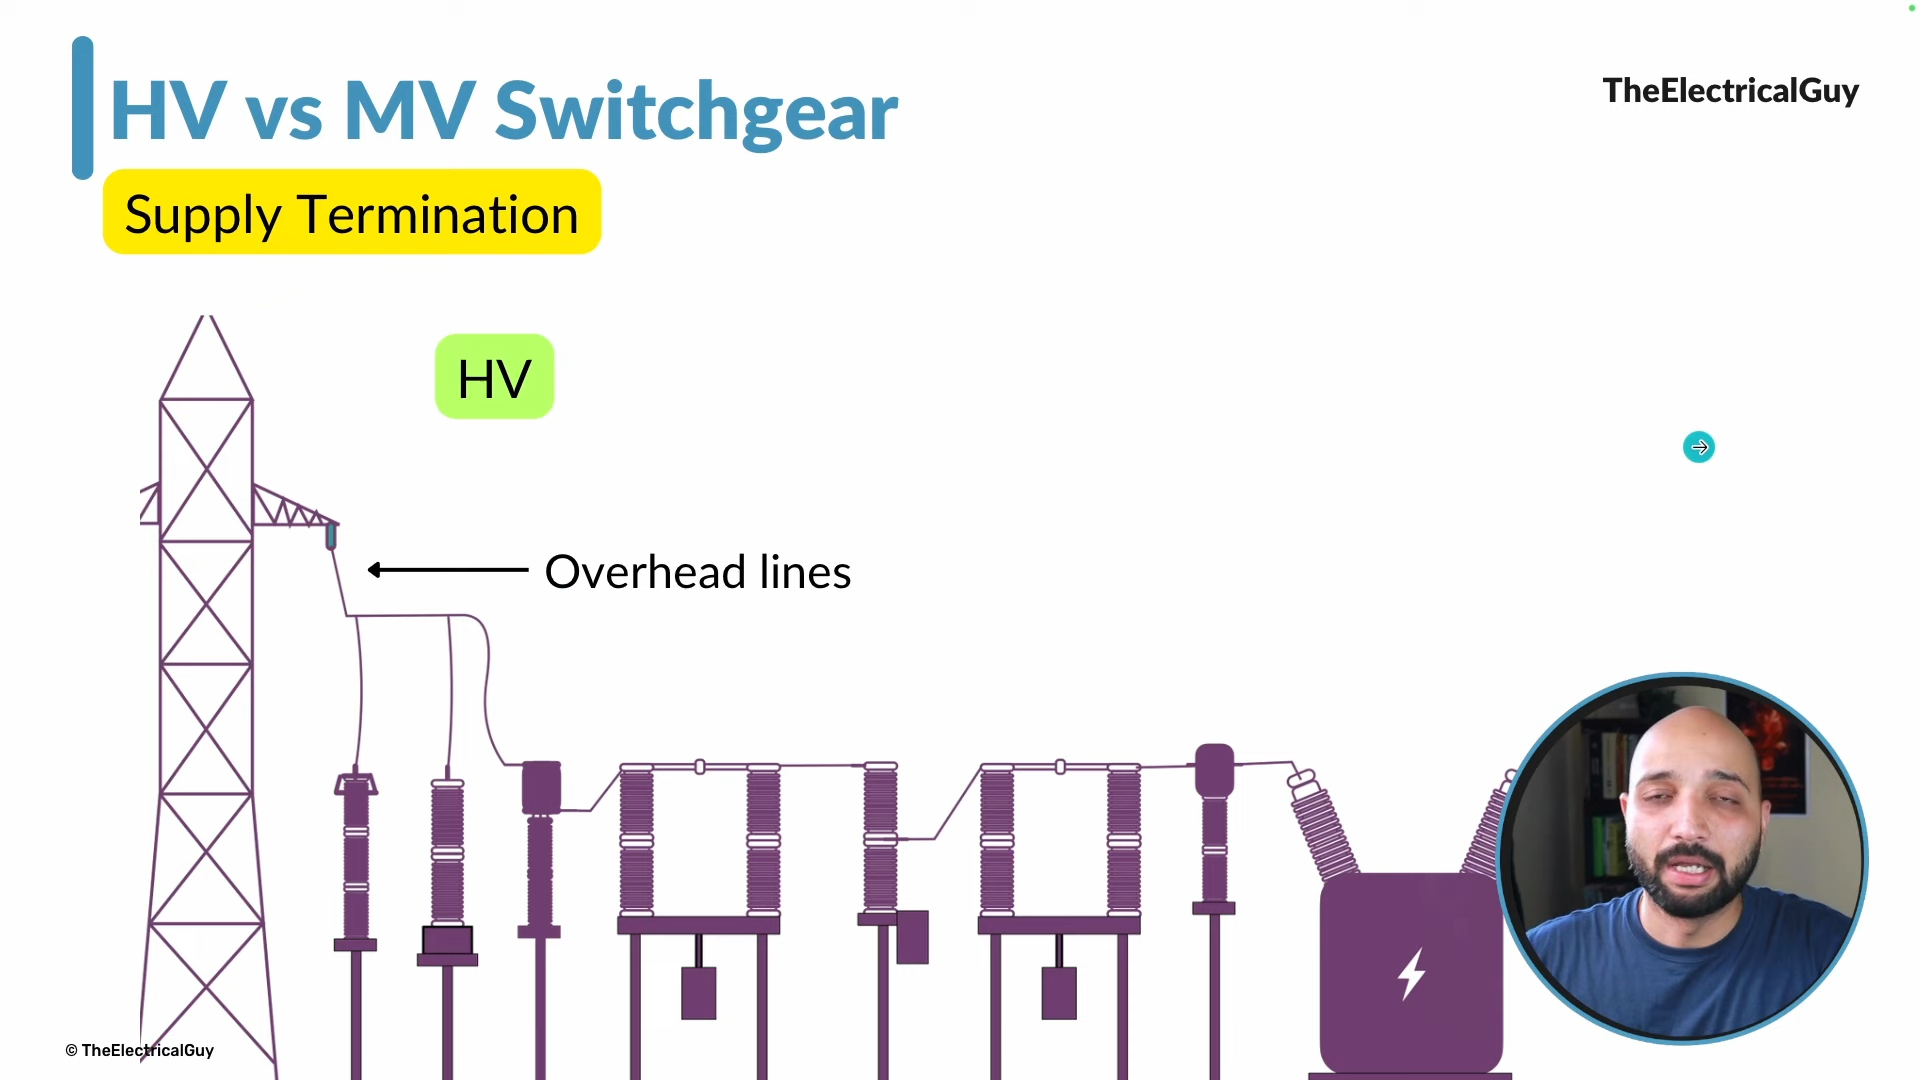 HV vs MV Switchgear
TheElectricalGuy
Supply Termination
HV
Overhead lines
© TheElectricalGuy